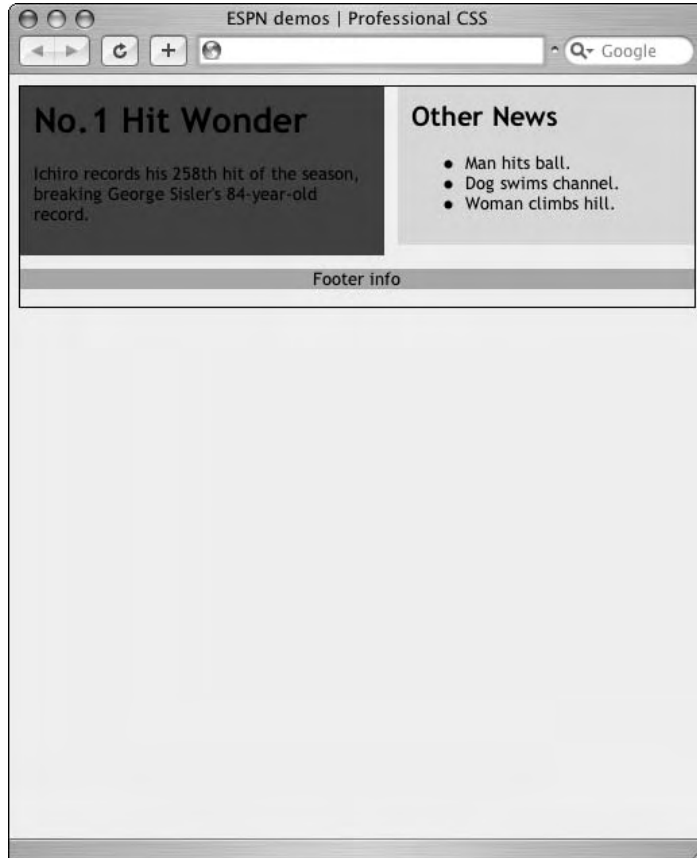 ESPN demos | Professional CSS
Google
No.1 Hit Wonder
Ichiro records his 258th hit of the season,
breaking George Sisler's 84-year-old
record.
Other News
• Man hits ball.
• Dog swims channel.
• Woman climbs hill.
Footer info